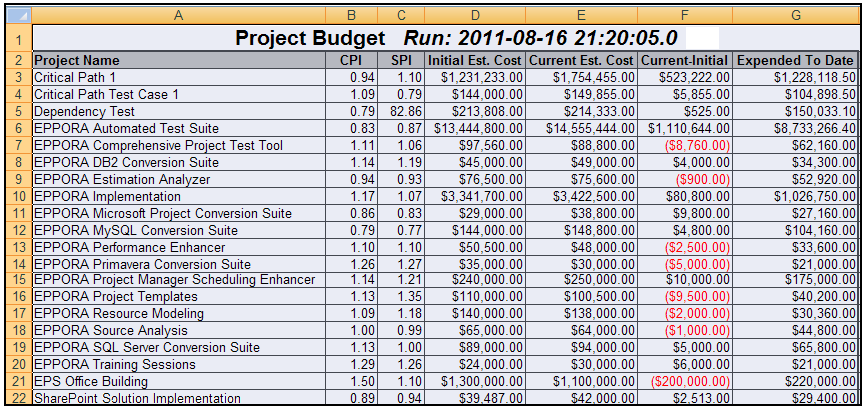 A B C D E F G
1 Project Budget Run: 2011-08-16 21:20:05.0
2 Project Name CPI SPI Initial Est. Cost Current Est. Cost Current-Initial Expended To Date
3 Critical Path 1 0.94 1.10 $1,231,233.00 $1,754,455.00 $523,222.00 $1,228,118.50
4 Critical Path Test Case 1 1.09 0.79 $144,000.00 $149,855.00 $5,855.00 $104,898.50
5 Dependency Test 0.79 82.86 $213,808.00 $214,333.00 $525.00 $150,033.10
6 EPPORA Automated Test Suite 0.83 0.87 $13,444,800.00 $14,555,444.00 $1,110,644.00 $8,733,266.40
7 EPPORA Comprehensive Project Test Tool 1.11 1.06 $97,560.00 $88,800.00 ($8,760.00) $62,160.00
8 EPPORA DB2 Conversion Suite 1.14 1.19 $45,000.00 $49,000.00 $4,000.00 $34,300.00
9 EPPORA Estimation Analyzer 0.94 0.93 $76,500.00 $75,600.00 ($900.00) $52,920.00
10 EPPORA Implementation 1.17 1.07 $3,341,700.00 $3,422,500.00 $80,800.00 $1,026,750.00
11 EPPORA Microsoft Project Conversion Suite 0.86 0.83 $29,000.00 $38,800.00 $9,800.00 $27,160.00
12 EPPORA MySQL Conversion Suite 0.79 0.77 $144,000.00 $148,800.00 $4,800.00 $104,160.00
13 EPPORA Performance Enhancer 1.10 1.10 $50,500.00 $48,000.00 ($2,500.00) $33,600.00
14 EPPORA Primavera Conversion Suite 1.26 1.27 $35,000.00 $30,000.00 ($5,000.00) $21,000.00
15 EPPORA Project Manager Scheduling Enhancer 1.14 1.21 $240,000.00 $250,000.00 $10,000.00 $175,000.00
16 EPPORA Project Templates 1.13 1.35 $110,000.00 $100,500.00 ($9,500.00) $40,200.00
17 EPPORA Resource Modeling 1.09 1.18 $140,000.00 $138,000.00 ($2,000.00) $30,360.00
18 EPPORA Source Analysis 1.00 0.99 $65,000.00 $64,000.00 ($1,000.00) $44,800.00
19 EPPORA SQL Server Conversion Suite 1.13 1.00 $89,000.00 $94,000.00 $5,000.00 $65,800.00
20 EPPORA Training Sessions 1.29 1.26 $24,000.00 $30,000.00 $6,000.00 $21,000.00
21 EPS Office Building 1.50 1.10 $1,300,000.00 $1,100,000.00 ($200,000.00) $220,000.00
22 SharePoint Solution Implementation 0.89 0.94 $39,487.00 $42,000.00 $2,513.00 $29,400.00